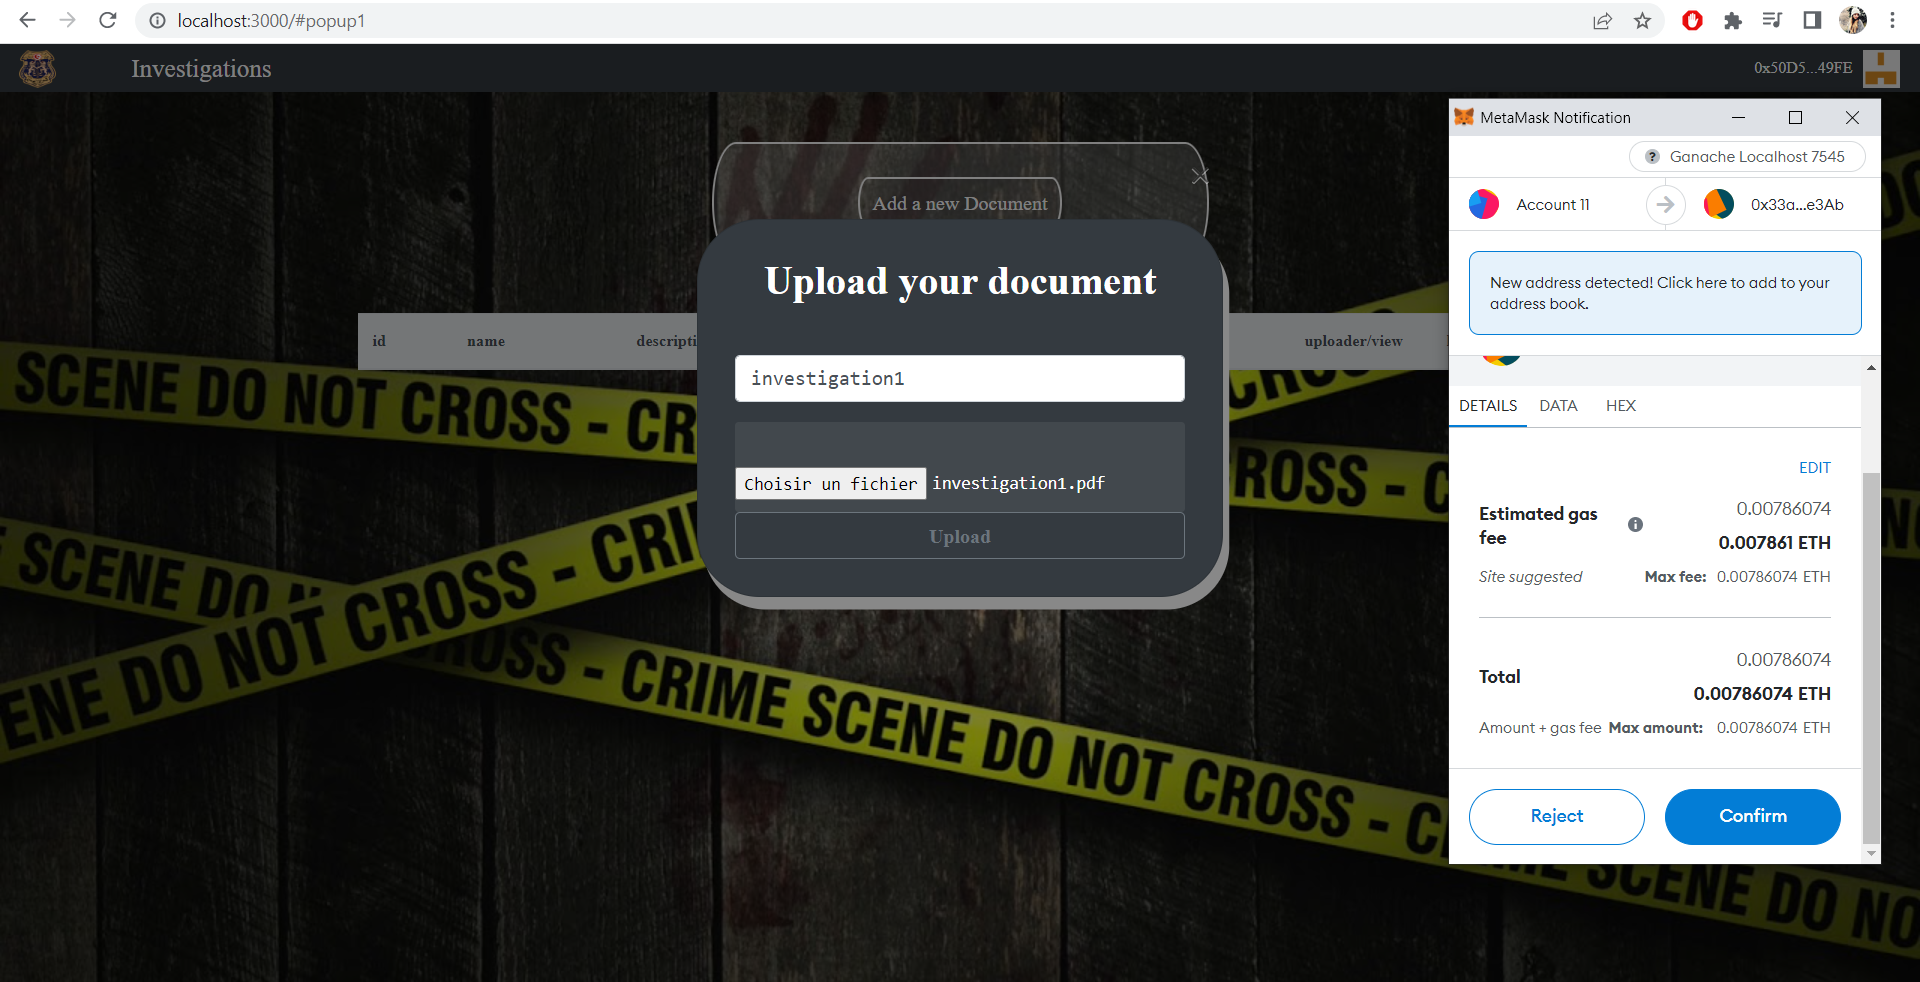 localhost:3000/#popup1
Investigations
0x50D5...49FE
Add a new Document
Upload your document
id name descripti uploader/view
investigation1
Choisir un fichier investigation1.pdf
Upload
SCENE DO NOT CROSS - CR
CROSS - C
SCENE DO N
ENE DO NOT CROSS - CRI
OSS - CRIME SCENE DO NOT CROSS - CRIME SCENE DO NO
MetaMask Notification
Ganache Localhost 7545
Account 11
0x33a...e3Ab
New address detected! Click here to add to your
address book.
DETAILS DATA HEX
EDIT
Estimated gas
fee
0.00786074
0.007861 ETH
Site suggested
Max fee: 0.00786074 ETH
Total
0.00786074
0.00786074 ETH
Amount + gas fee Max amount: 0.00786074 ETH
Reject
Confirm